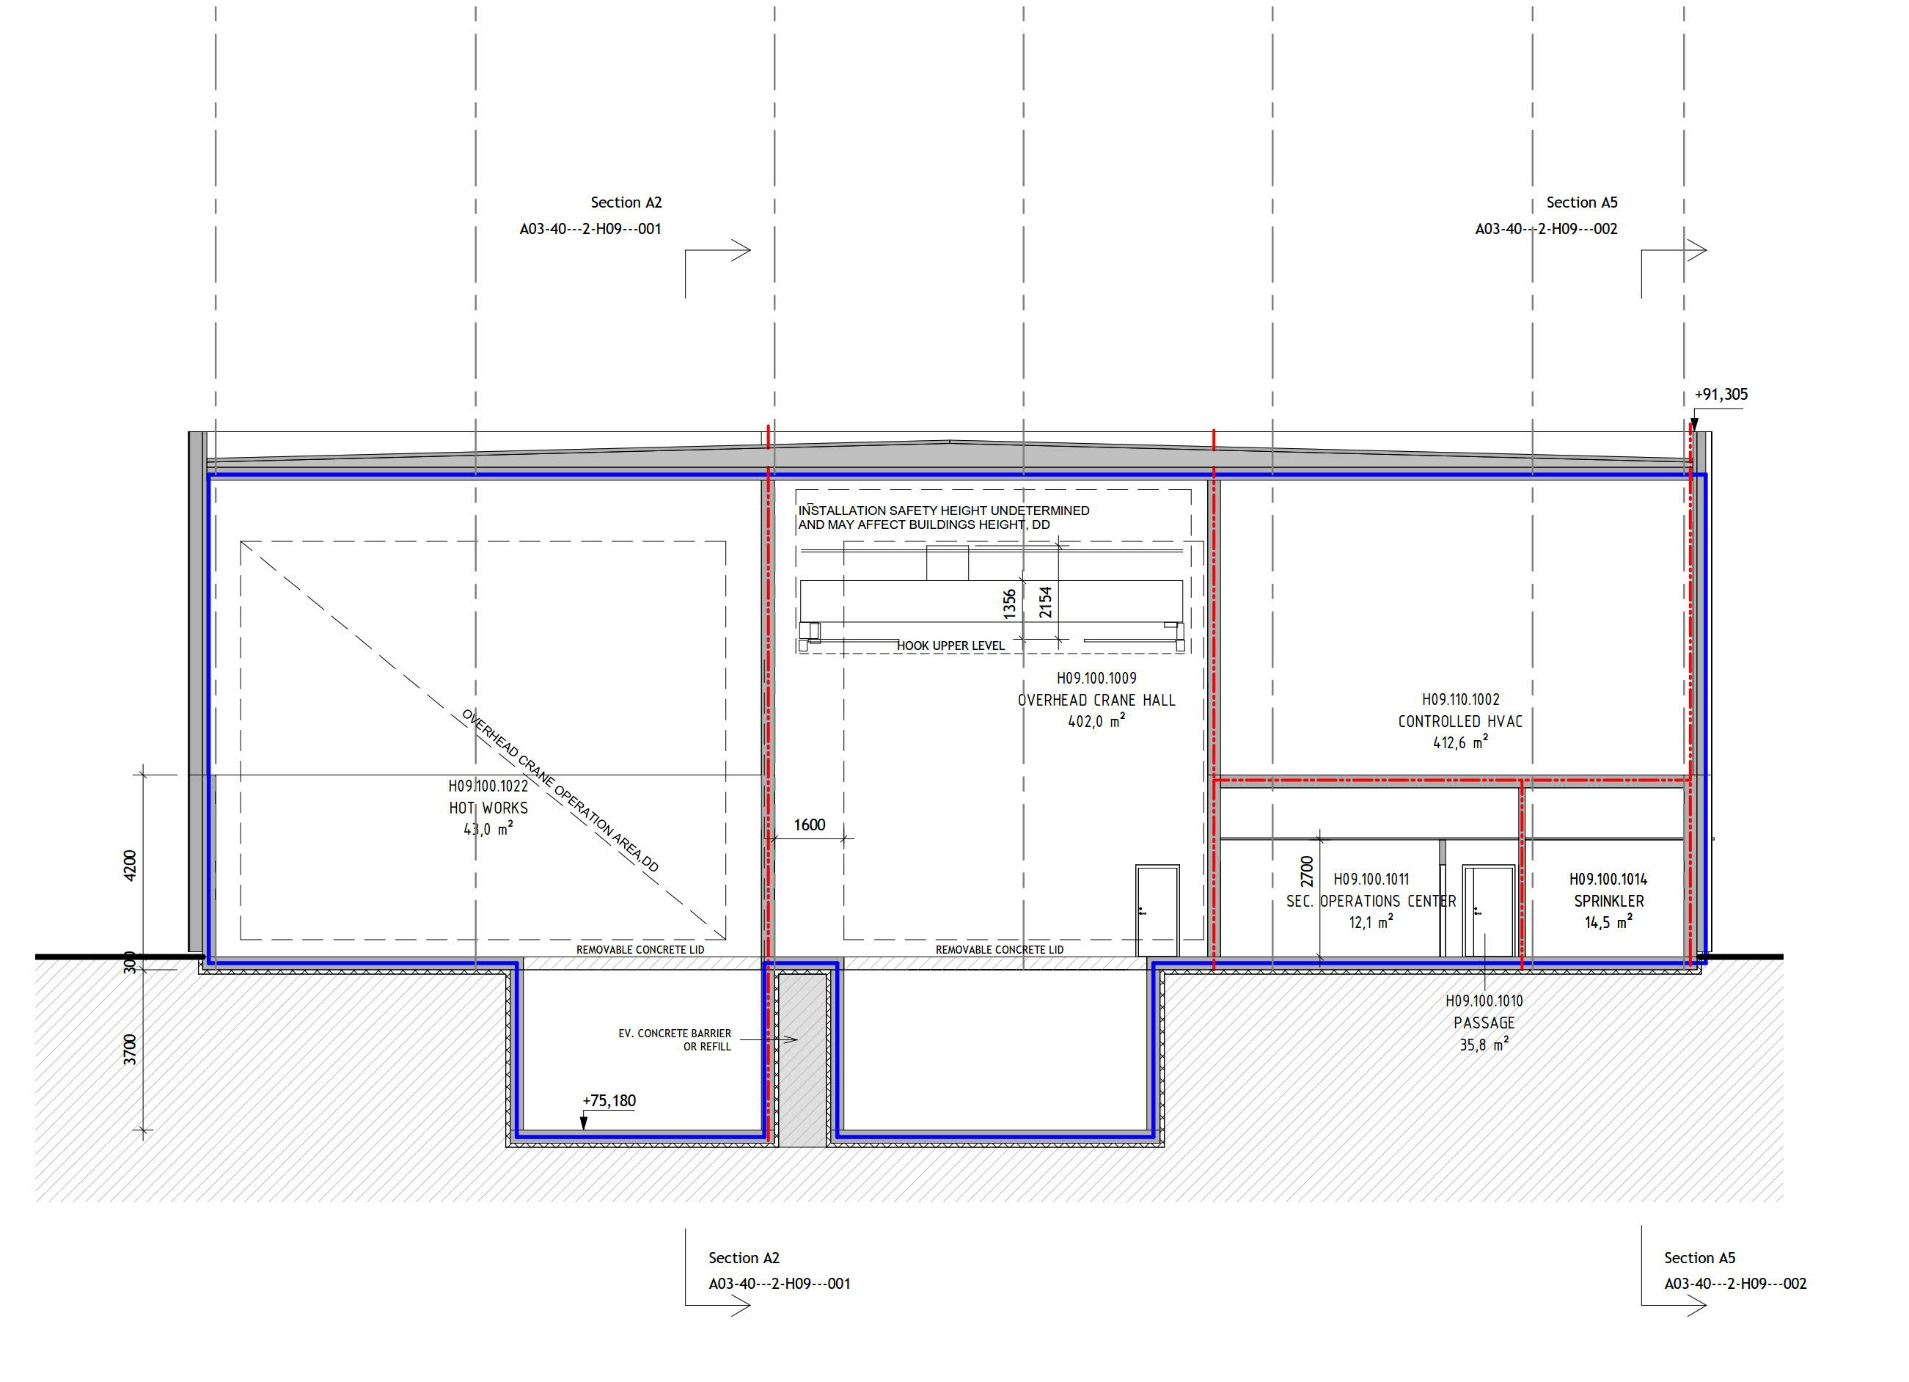 Section A2
A03-40---2-H09---001
Section A5
A03-40---2-H09---002
+91,305
INSTALLATION SAFETY HEIGHT UNDETERMINED
AND MAY AFFECT BUILDINGS HEIGHT, DD
1356
2154
HOOK UPPER LEVEL
H09.100.1009
OVERHEAD CRANE HALL
402,0 m²
H09.110.1002
CONTROLLED HVAC
412,6 m²
OVERHEAD CRANE OPERATION AREA,DD
H09.100.1022
HOT WORKS
43,0 m²
1600
4200
2700
H09.100.1011
SEC. OPERATIONS CENTER
12,1 m²
H09.100.1014
SPRINKLER
14,5 m²
REMOVABLE CONCRETE LID
REMOVABLE CONCRETE LID
300
H09.100.1010
PASSAGE
35,8 m²
EV. CONCRETE BARRIER
OR REFILL
3700
+75,180
Section A2
A03-40---2-H09---001
Section A5
A03-40---2-H09---002